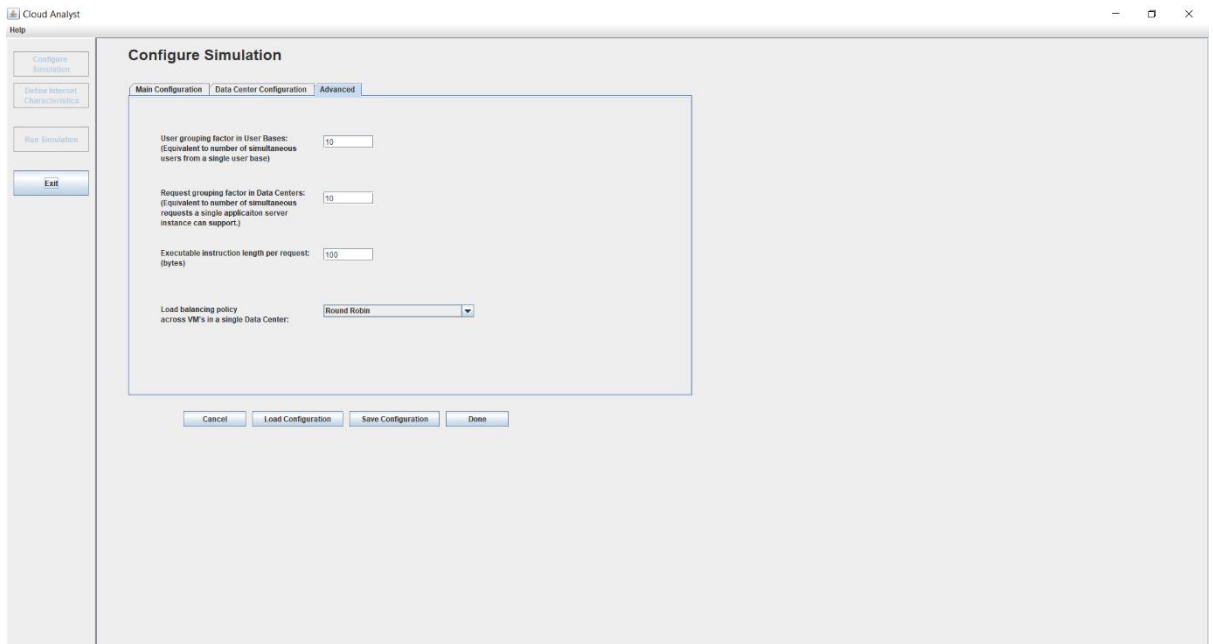 Cloud Analyst
Help
Configure
Simulation
Define Internet
Characteristics
Run Simulation
Exit
Configure Simulation
Main Configuration
Data Center Configuration
Advanced
User grouping factor in User Bases:
(Equivalent to number of simultaneous
users from a single user base)
10
Request grouping factor in Data Centers:
(Equivalent to number of simultaneous
requests a single applicaiton server
instance can support.)
10
Executable instruction length per request:
(bytes)
100
Load balancing policy
across VM's in a single Data Center:
Round Robin
Cancel
Load Configuration
Save Configuration
Done